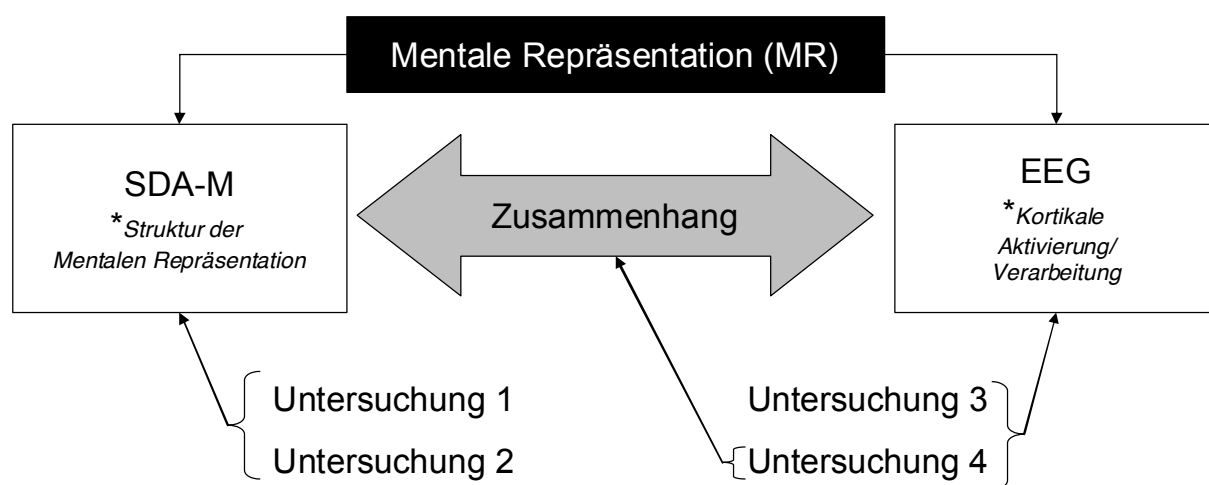 Mentale Repräsentation (MR)
SDA-M
*Struktur der
Mentalen Repräsentation
Zusammenhang
EEG
*Kortikale
Aktivierung/
Verarbeitung
Untersuchung 1
Untersuchung 2
Untersuchung 3
Untersuchung 4